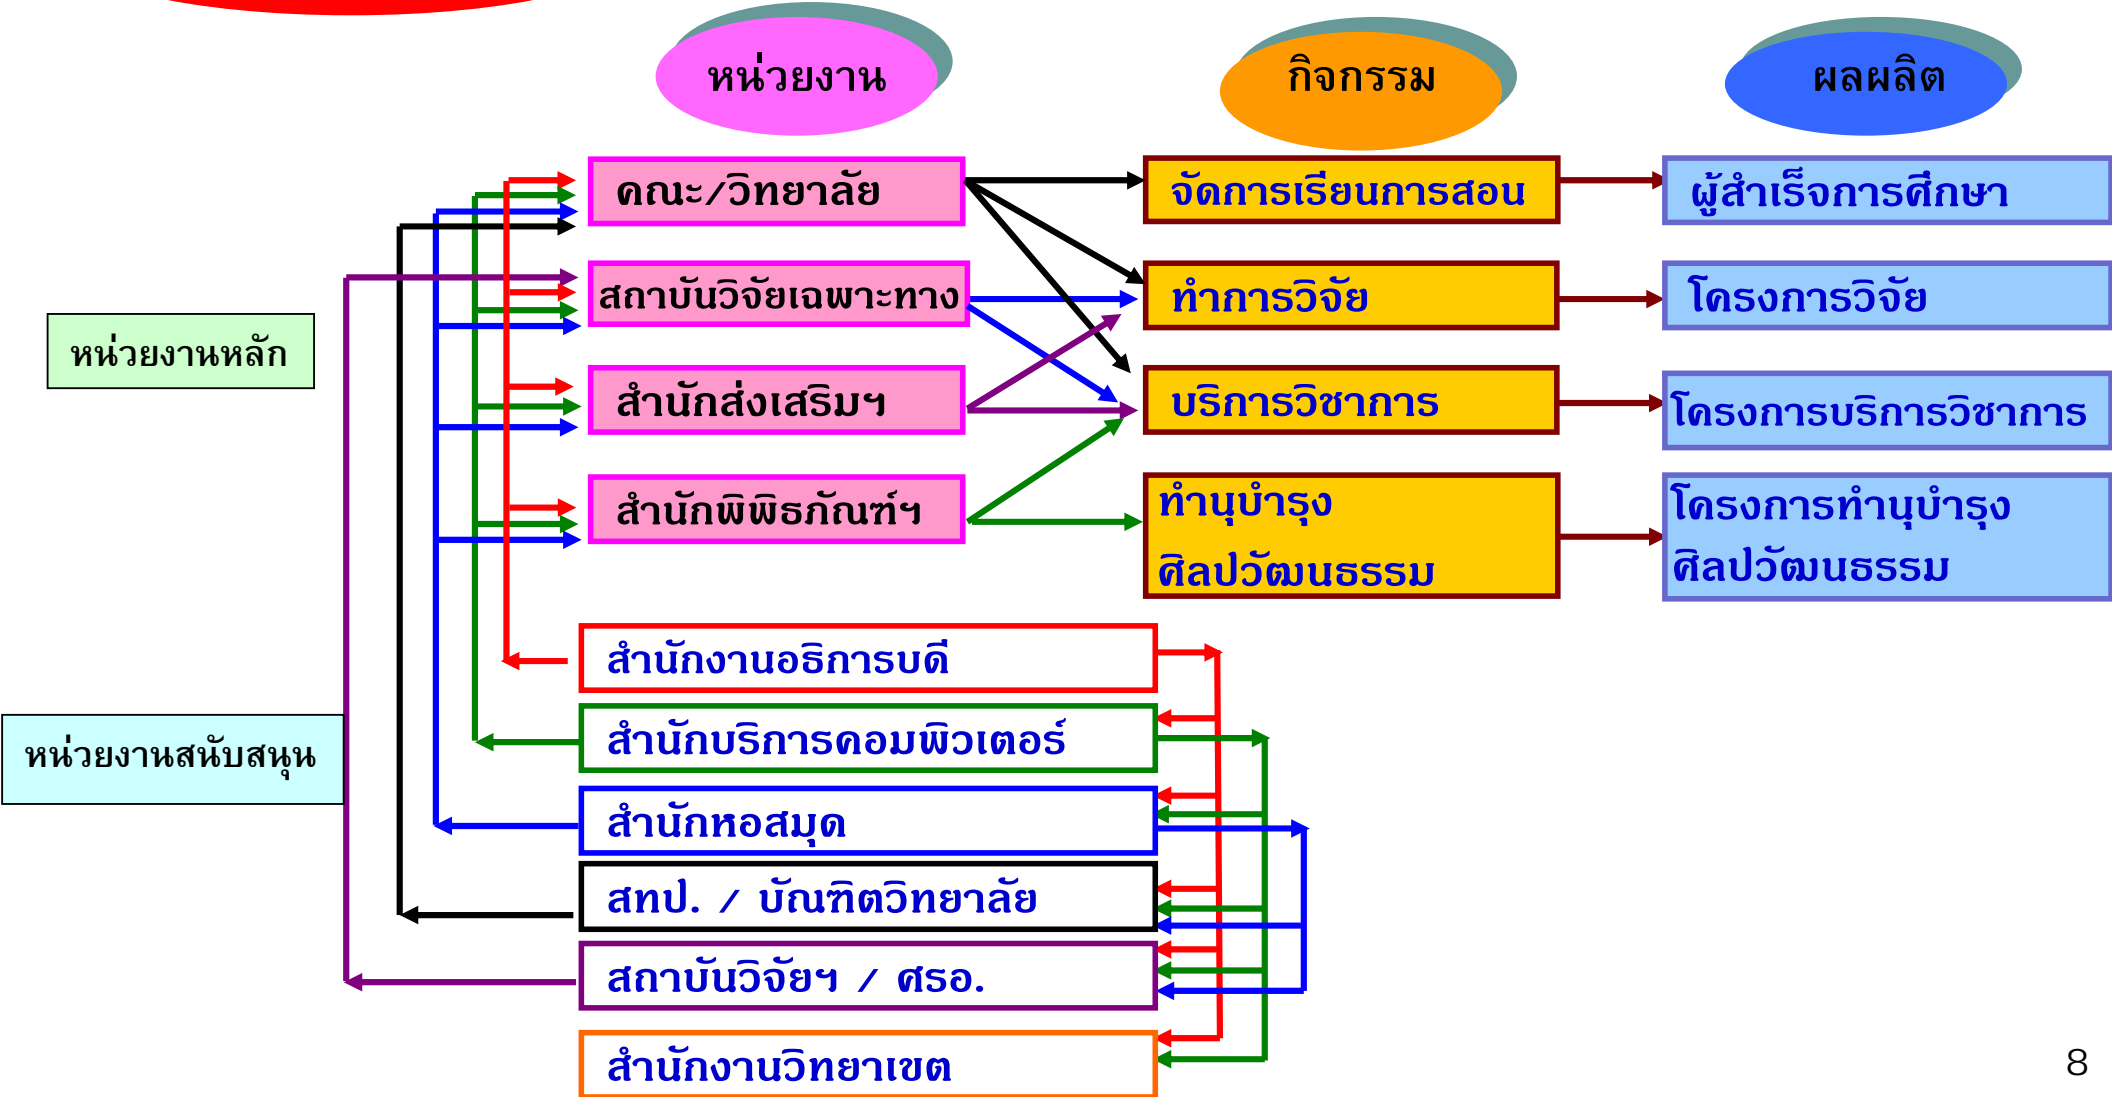 หน่วยงาน
กิจกรรม
ผลผลิต
คณะ/วิทยาลัย
จัดการเรียนการสอน
ผู้สำเร็จการศึกษา
สถาบันวิจัยเฉพาะทาง
ทำการวิจัย
โครงการวิจัย
หน่วยงานหลัก
สำนักส่งเสริมฯ
บริการวิชาการ
โครงการบริการวิชาการ
สำนักพิพิธภัณฑ์ฯ
ทำนุบำรุง
ศิลปวัฒนธรรม
โครงการทำนุบำรุง
ศิลปวัฒนธรรม
สำนักงานอธิการบดี
สำนักบริการคอมพิวเตอร์
หน่วยงานสนับสนุน
สำนักหอสมุด
สทป. / บัณฑิตวิทยาลัย
สถาบันวิจัยฯ / ศรอ.
สำนักงานวิทยาเขต
8